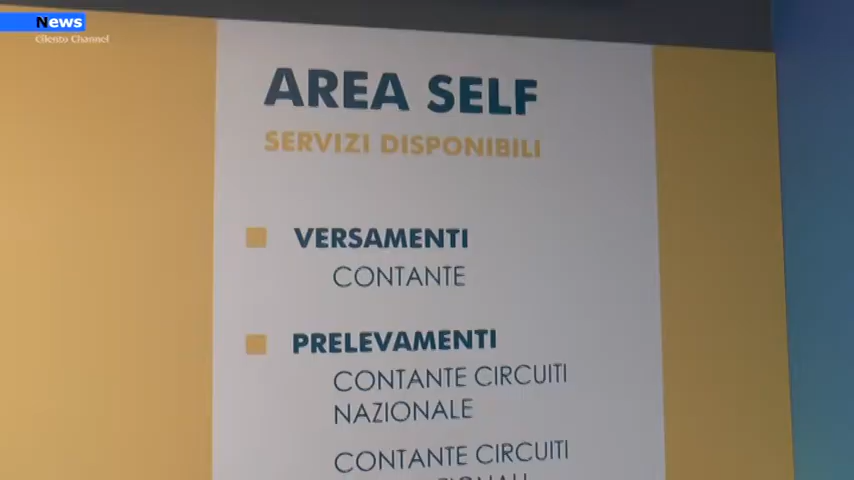 News
Cilento Channel
AREA SELF
SERVIZI DISPONIBILI
VERSAMENTI
CONTANTE
PRELEVAMENTI
CONTANTE CIRCUITI
NAZIONALE
CONTANTE CIRCUITI